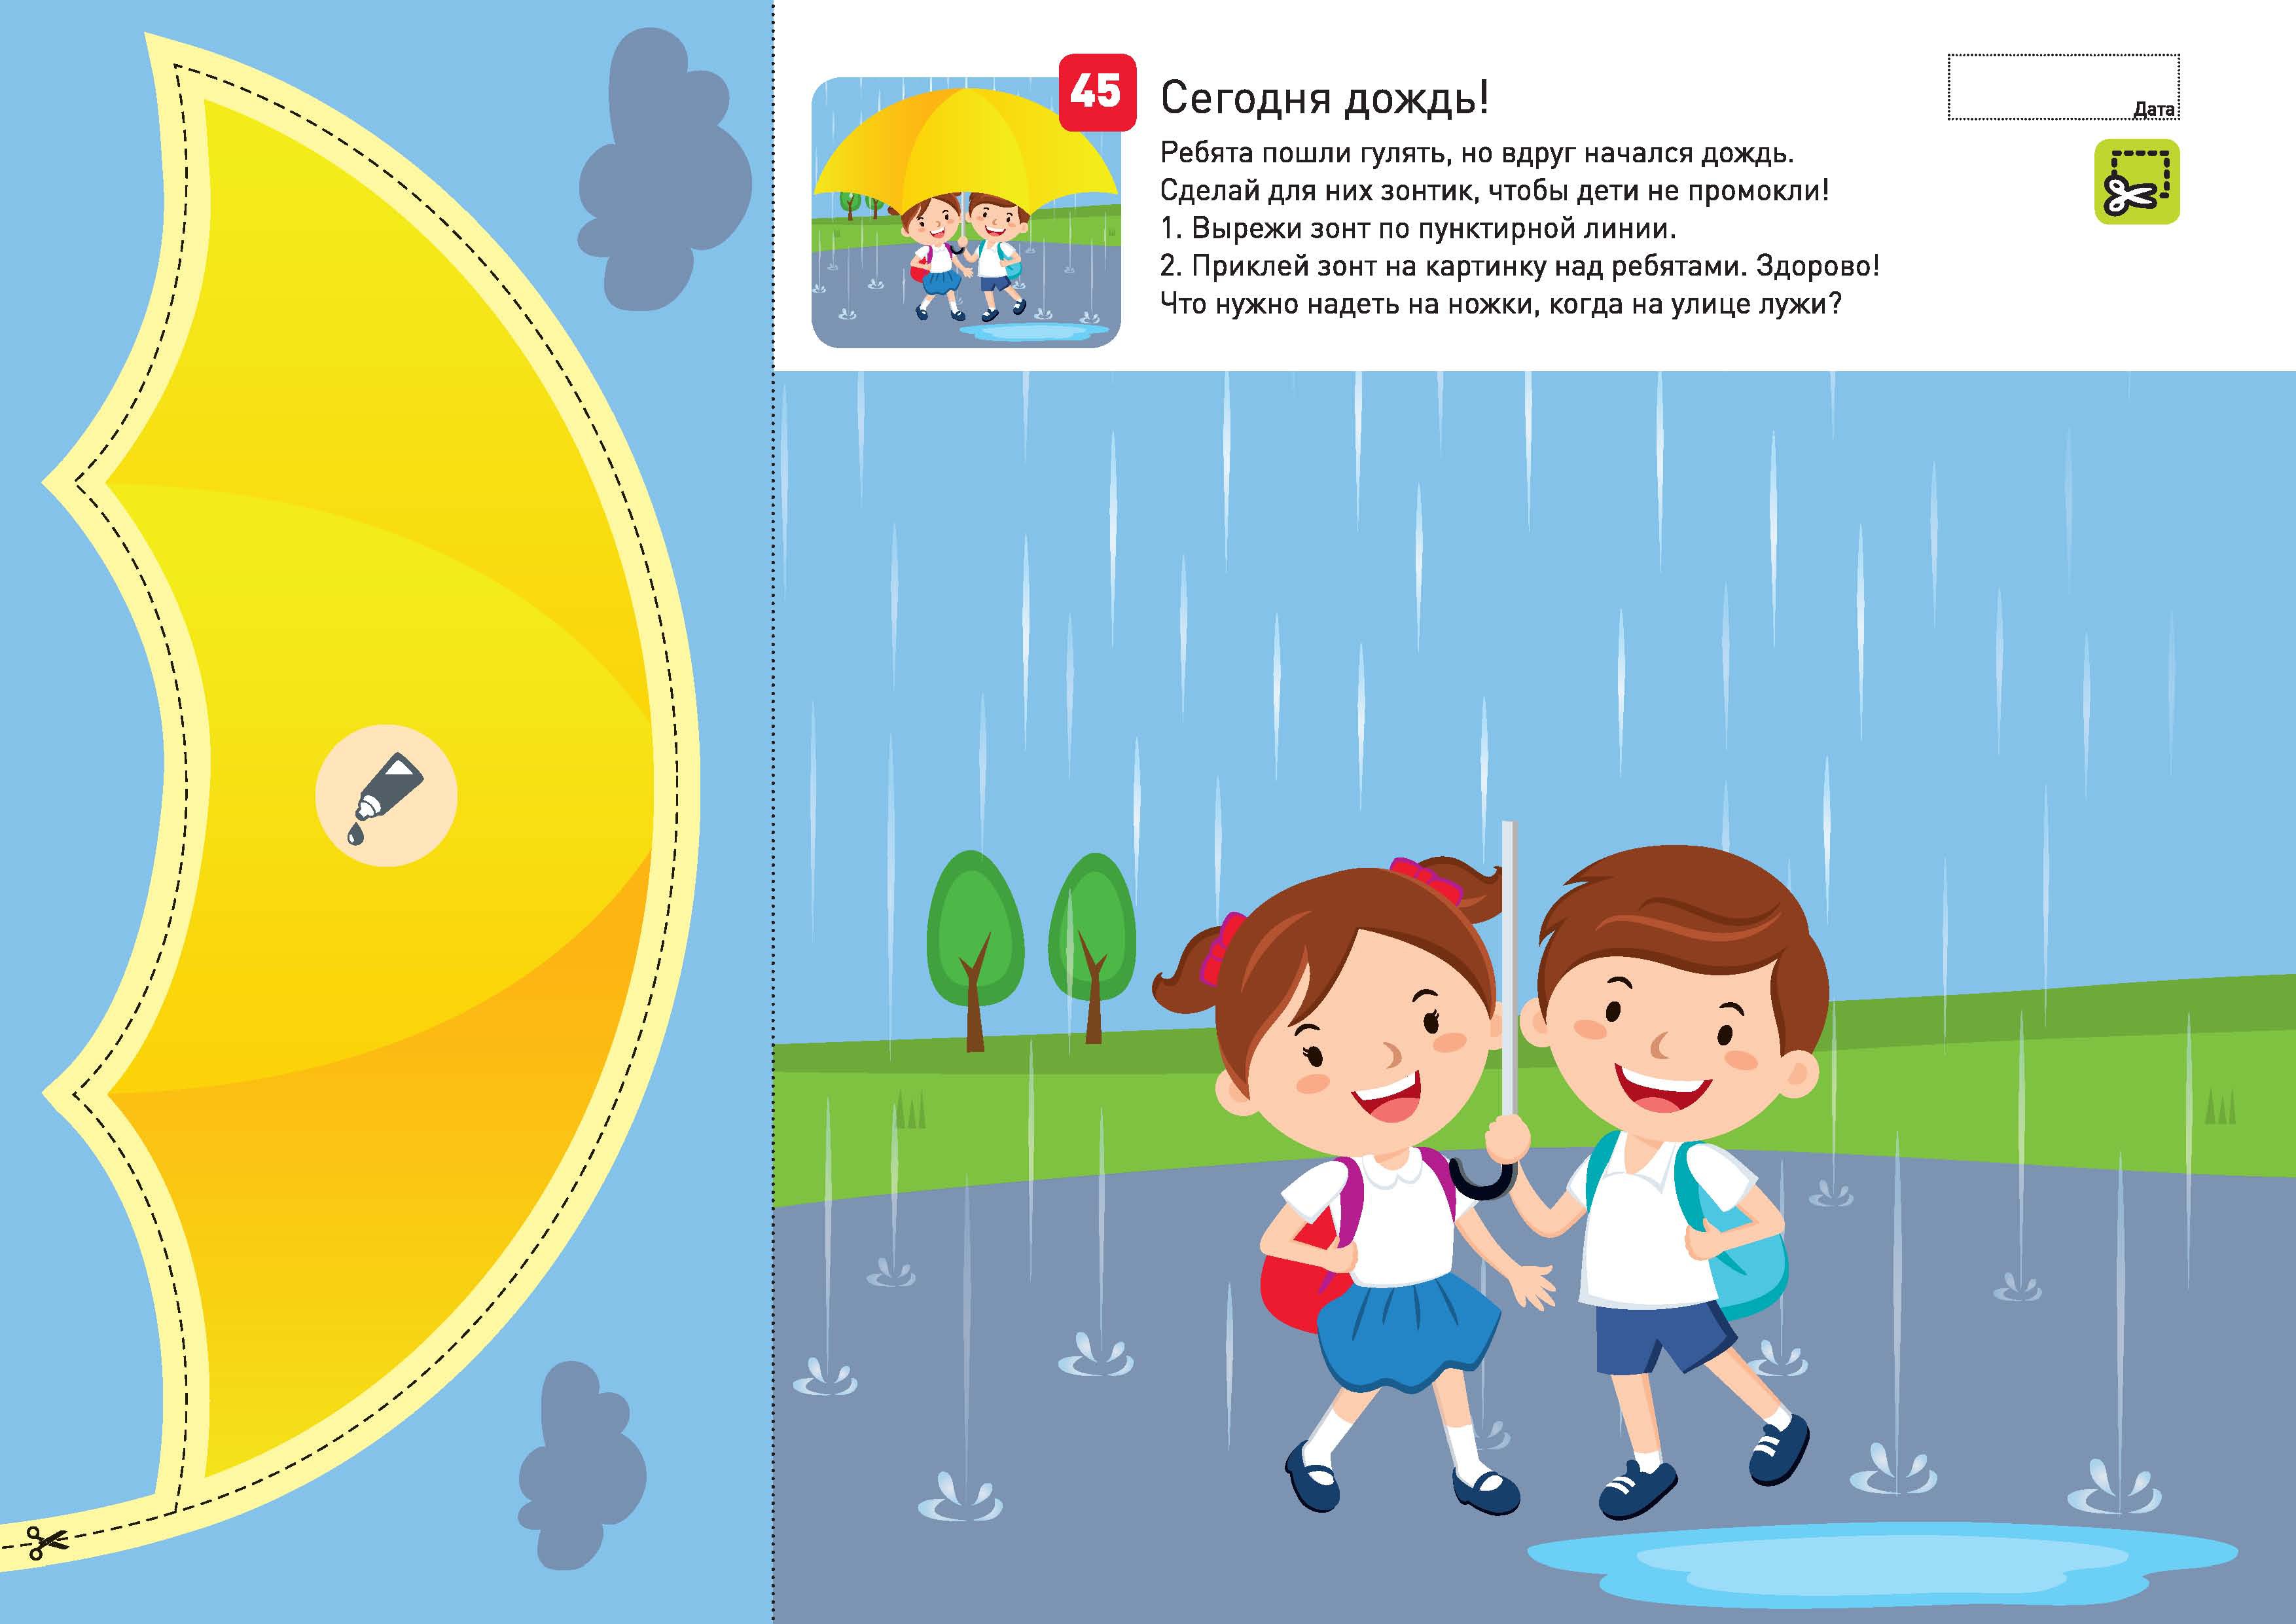 45
Сегодня дождь!
Дата
Ребята пошли гулять, но вдруг начался дождь.
Сделай для них зонтик, чтобы дети не промокли!
1. Вырежи зонт по пунктирной линии.
2. Приклей зонт на картинку над ребятами. Здорово!
Что нужно надеть на ножки, когда на улице лужи?